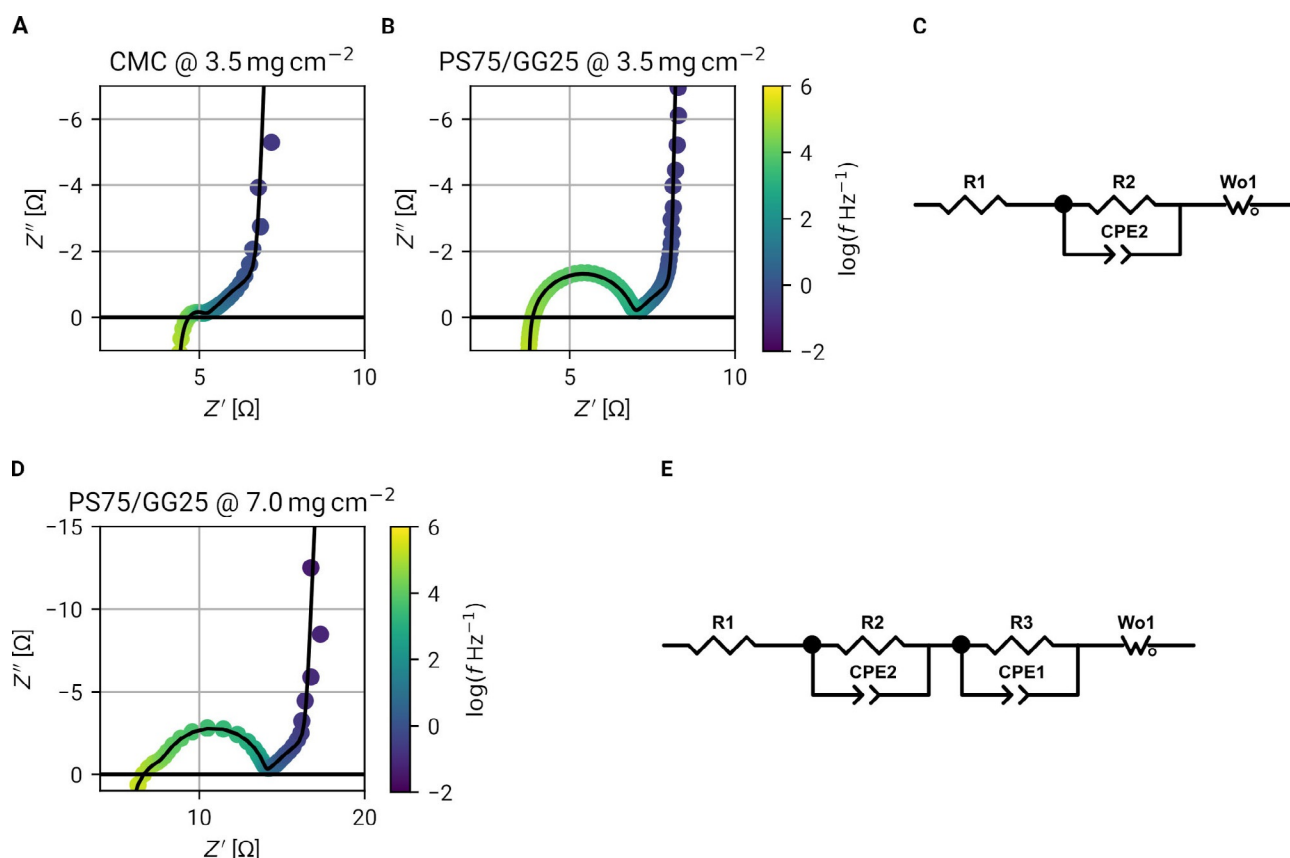 A
CMC @ 3.5 mg cm−2
−6
−4
−2
0
Z′′ [Ω]
5
10
Z′ [Ω]
B
PS75/GG25 @ 3.5 mg cm−2
−6
−4
−2
0
Z′′ [Ω]
5
10
Z′ [Ω]
6
4
2
0
−2
log(f Hz−1)
C
R1
R2
CPE2
Wo1
D
PS75/GG25 @ 7.0 mg cm−2
−15
−10
−5
0
Z′′ [Ω]
10
20
Z′ [Ω]
6
4
2
0
−2
log(f Hz−1)
E
R1
R2
CPE2
R3
CPE1
Wo1